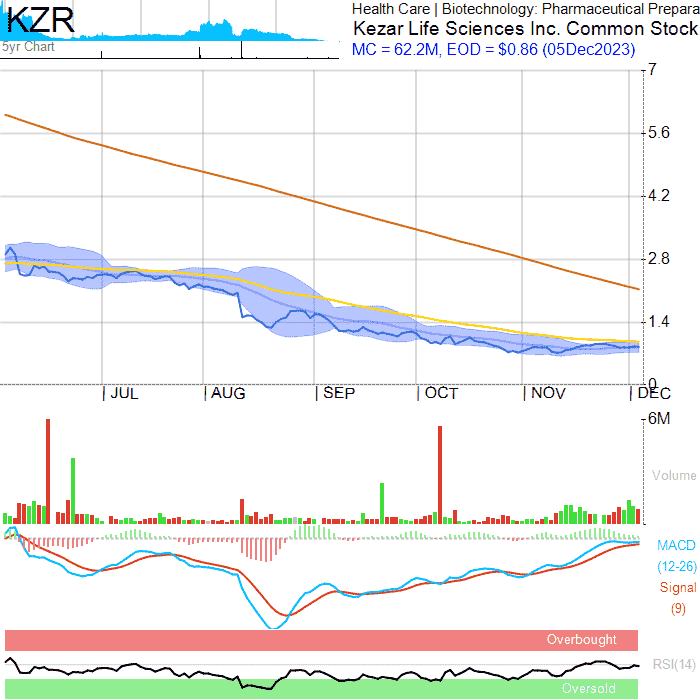 KZR
5yr Chart
Health Care | Biotechnology: Pharmaceutical Prepara
Kezar Life Sciences Inc. Common Stock
MC = 62.2M, EOD = $0.86 (05Dec2023)
7
5.6
4.2
2.8
1.4
0
JUL
AUG
SEP
OCT
NOV
DEC
6M
Volume
MACD
(12-26)
Signal
(9)
Overbought
RSI(14)
Oversold